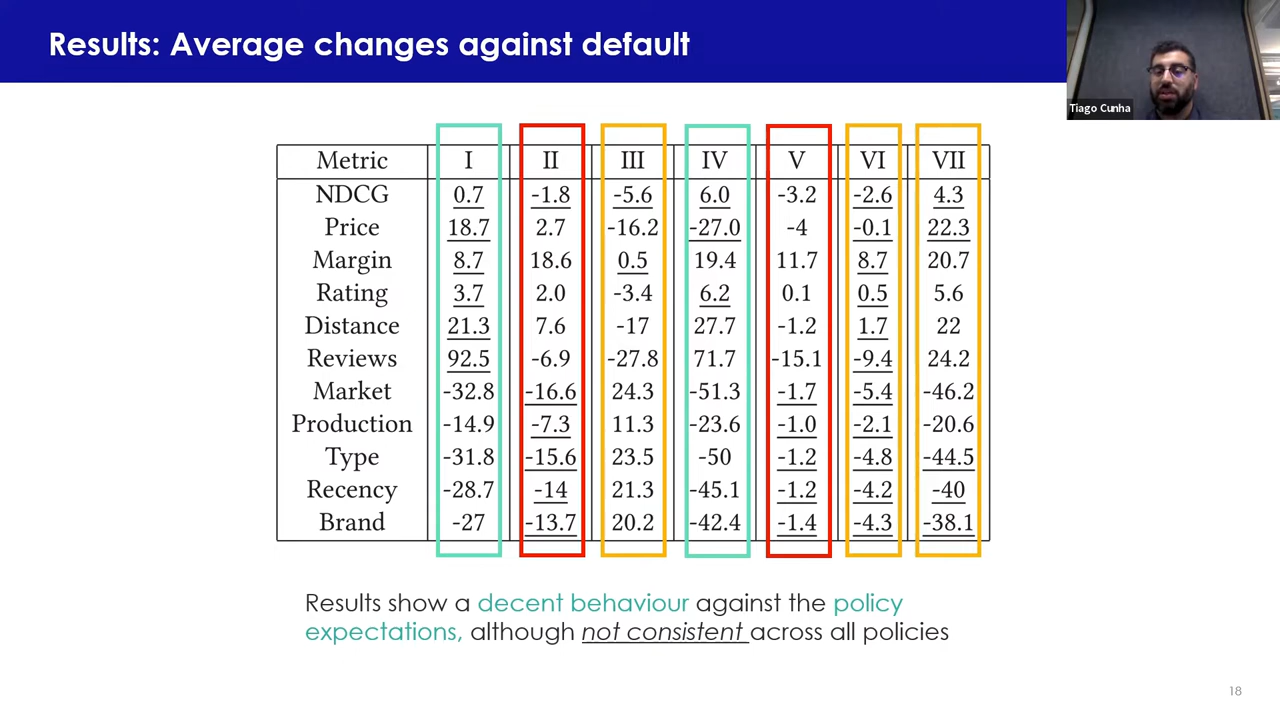 Results: Average changes against default
Tiago Cunha
Metric I II III IV V VI VII
NDCG 0.7 -1.8 -5.6 6.0 -3.2 -2.6 4.3
Price 18.7 2.7 -16.2 -27.0 -4 -0.1 22.3
Margin 8.7 18.6 0.5 19.4 11.7 8.7 20.7
Rating 3.7 2.0 -3.4 6.2 0.1 0.5 5.6
Distance 21.3 7.6 -17 27.7 -1.2 1.7 22
Reviews 92.5 -6.9 -27.8 71.7 -15.1 -9.4 24.2
Market -32.8 -16.6 24.3 -51.3 -1.7 -5.4 -46.2
Production -14.9 -7.3 11.3 -23.6 -1.0 -2.1 -20.6
Type -31.8 -15.6 23.5 -50 -1.2 -4.8 -44.5
Recency -28.7 -14 21.3 -45.1 -1.2 -4.2 -40
Brand -27 -13.7 20.2 -42.4 -1.4 -4.3 -38.1
Results show a decent behaviour against the policy
expectations, although not consistent across all policies
18